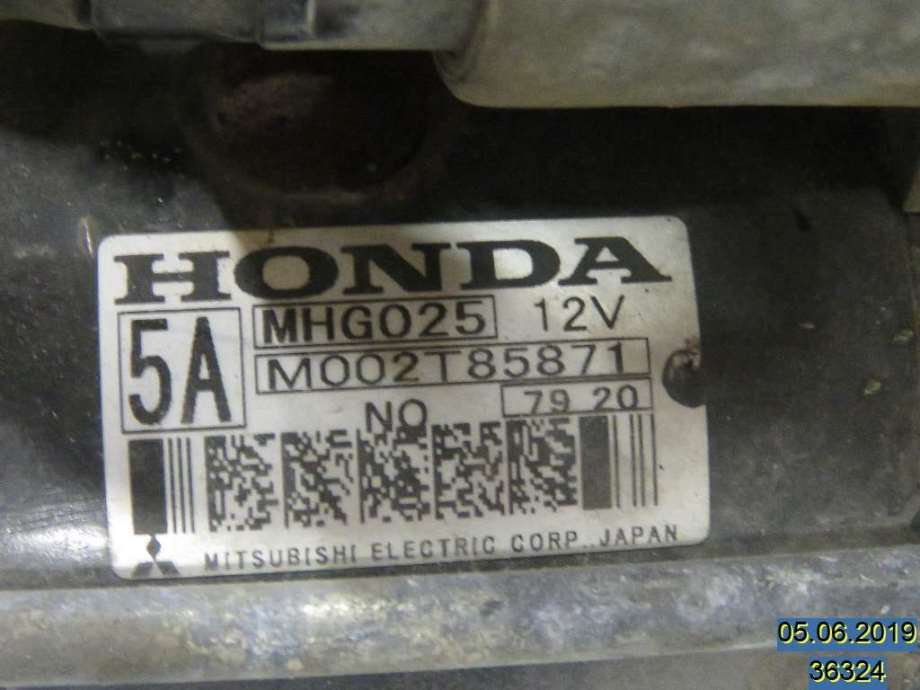 HONDA
5A
MHG025 12V
M002T85871
NO 79 20
MITSUBISHI ELECTRIC CORP. JAPAN
05.06.2019
36324